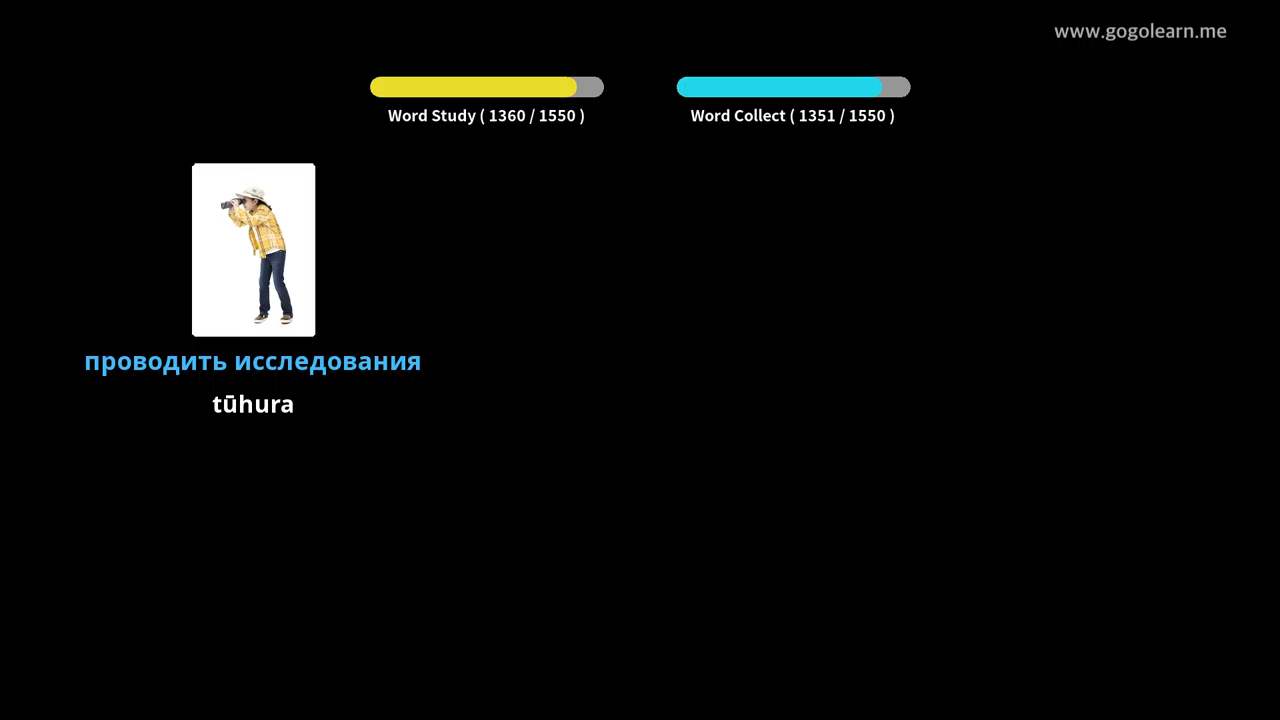 www.gogolearn.me
Word Study ( 1360 / 1550 )
Word Collect ( 1351 / 1550 )
проводить исследования
tūhura